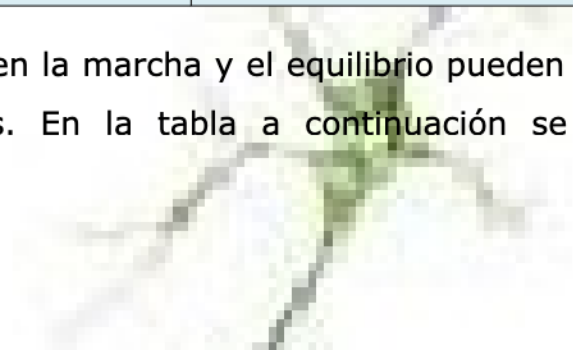 en la marcha y el equilibrio pueden
s. En la tabla a continuación se